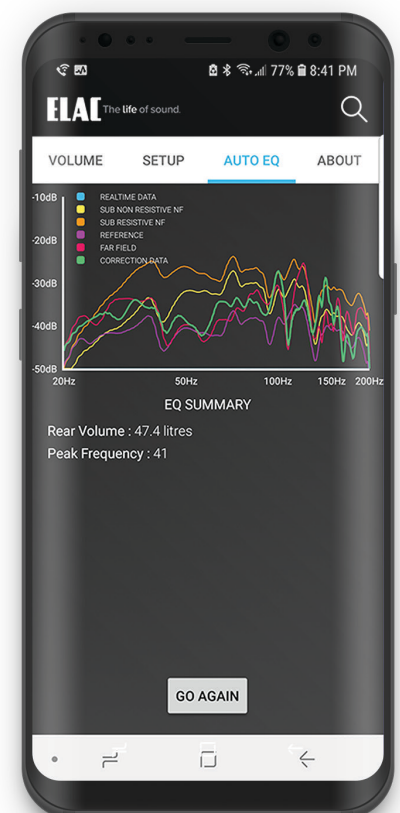 77% 8:41 PM
ELAC The life of sound.
VOLUME SETUP AUTO EQ ABOUT
-10dB
REALTIME DATA
SUB NON RESISTIVE NF
SUB RESISTIVE NF
-20dB
REFERENCE
FAR FIELD
CORRECTION DATA
-30dB
-40dB
-50dB
20Hz 50Hz 100Hz 150Hz 200Hz
EQ SUMMARY
Rear Volume : 47.4 litres
Peak Frequency : 41
GO AGAIN